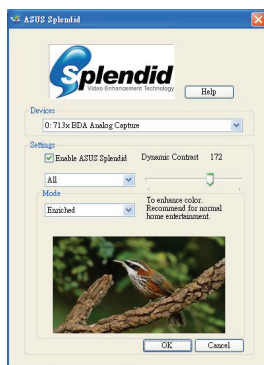 ASUS Splendid
Splendid
Video Enhancement Technology
Help
Devices
0: 713x BDA Analog Capture
Settings
Enable ASUS Splendid
Dynamic Contrast 172
All
Mode
Enriched
To enhance color.
Recommend for normal
home entertainment.
OK
Cancel